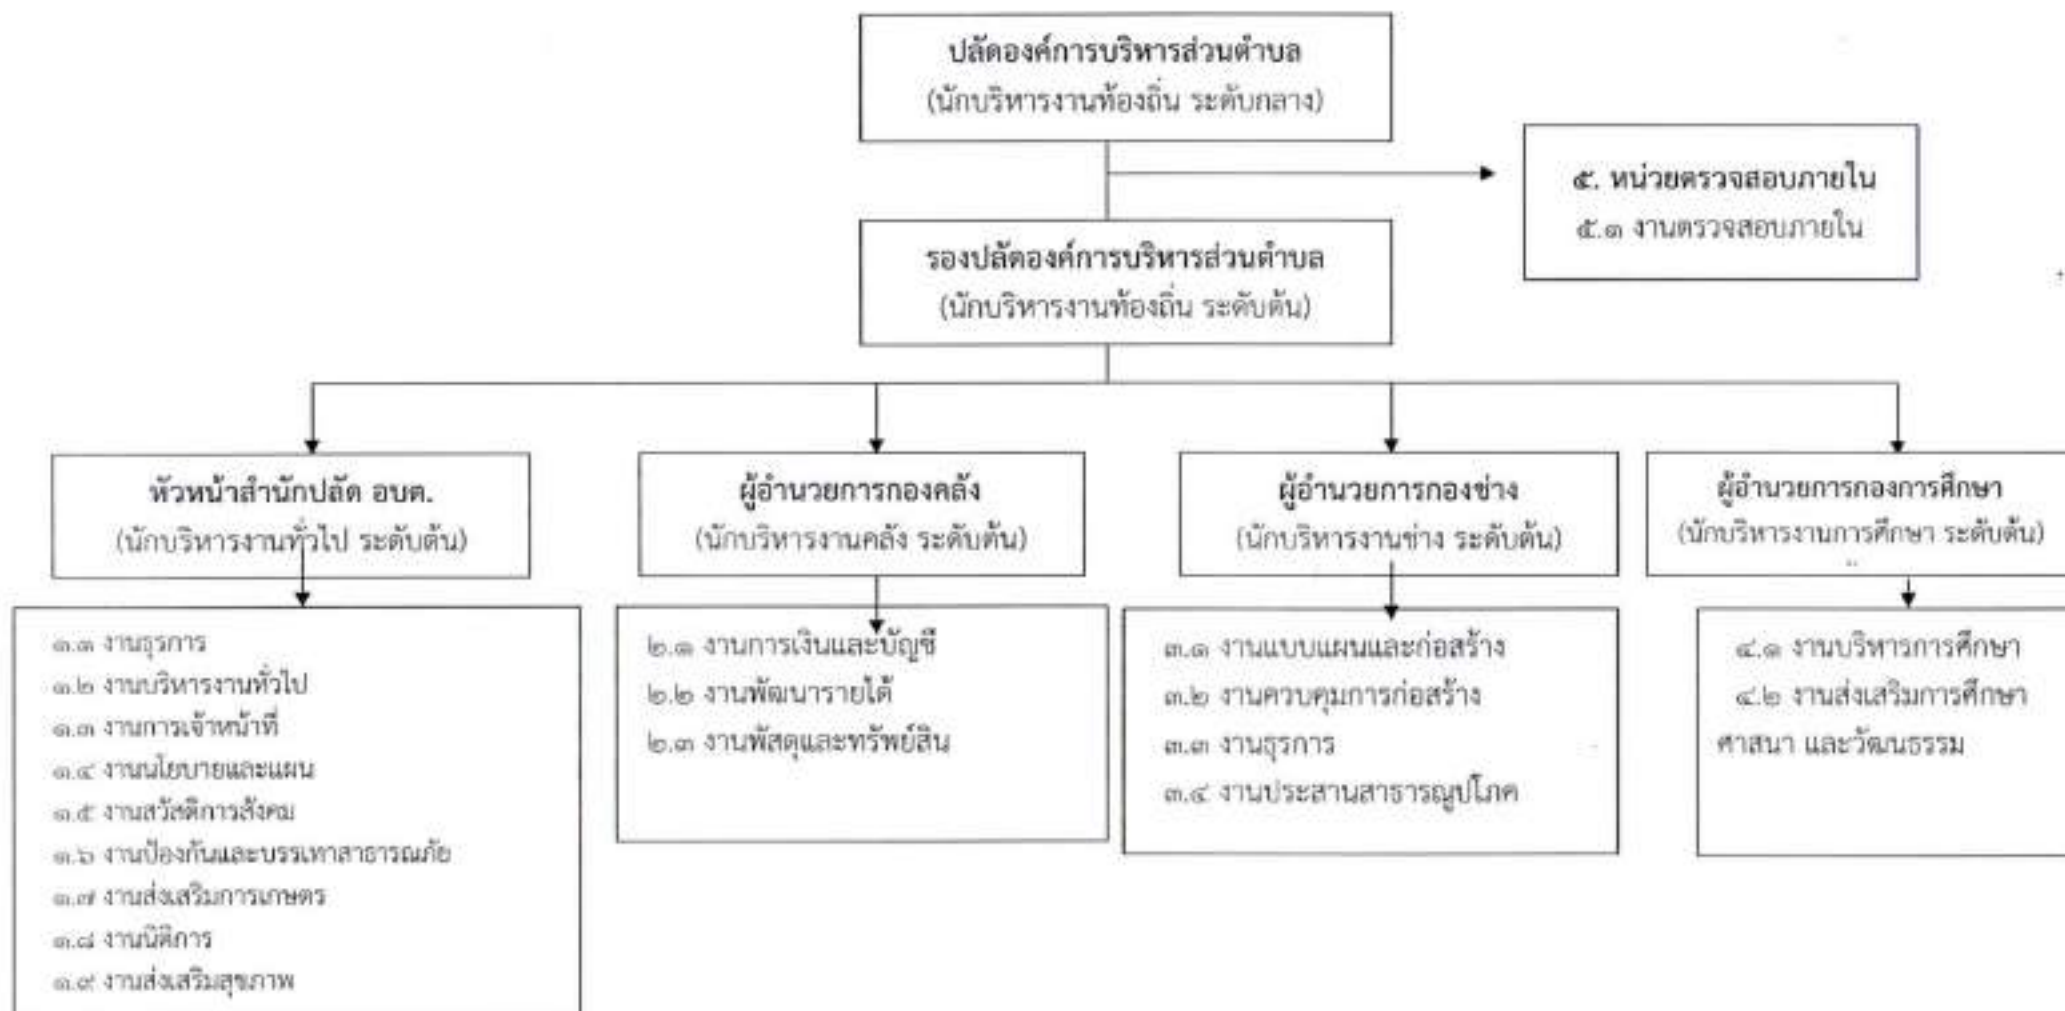 ปลัดองค์การบริหารส่วนตำบล
(นักบริหารงานท้องถิ่น ระดับกลาง)
๕. หน่วยตรวจสอบภายใน
๕.๑ งานตรวจสอบภายใน
รองปลัดองค์การบริหารส่วนตำบล
(นักบริหารงานท้องถิ่น ระดับต้น)
หัวหน้าสำนักปลัด อบต.
(นักบริหารงานทั่วไป ระดับต้น)
ผู้อำนวยการกองคลัง
(นักบริหารงานคลัง ระดับต้น)
ผู้อำนวยการกองช่าง
(นักบริหารงานช่าง ระดับต้น)
ผู้อำนวยการกองการศึกษา
(นักบริหารงานการศึกษา ระดับต้น)
๑.๑ งานธุรการ
๑.๒ งานบริหารงานทั่วไป
๑.๓ งานการเจ้าหน้าที่
๑.๔ งานนโยบายและแผน
๑.๕ งานสวัสดิการสังคม
๑.๖ งานป้องกันและบรรเทาสาธารณภัย
๑.๗ งานส่งเสริมการเกษตร
๑.๘ งานนิติการ
๑.๙ งานส่งเสริมสุขภาพ
๒.๑ งานการเงินและบัญชี
๒.๒ งานพัฒนารายได้
๒.๓ งานพัสดุและทรัพย์สิน
๓.๑ งานแบบแผนและก่อสร้าง
๓.๒ งานควบคุมการก่อสร้าง
๓.๓ งานธุรการ
๓.๔ งานประสานสาธารณูปโภค
๔.๑ งานบริหารการศึกษา
๔.๒ งานส่งเสริมการศึกษา
ศาสนา และวัฒนธรรม